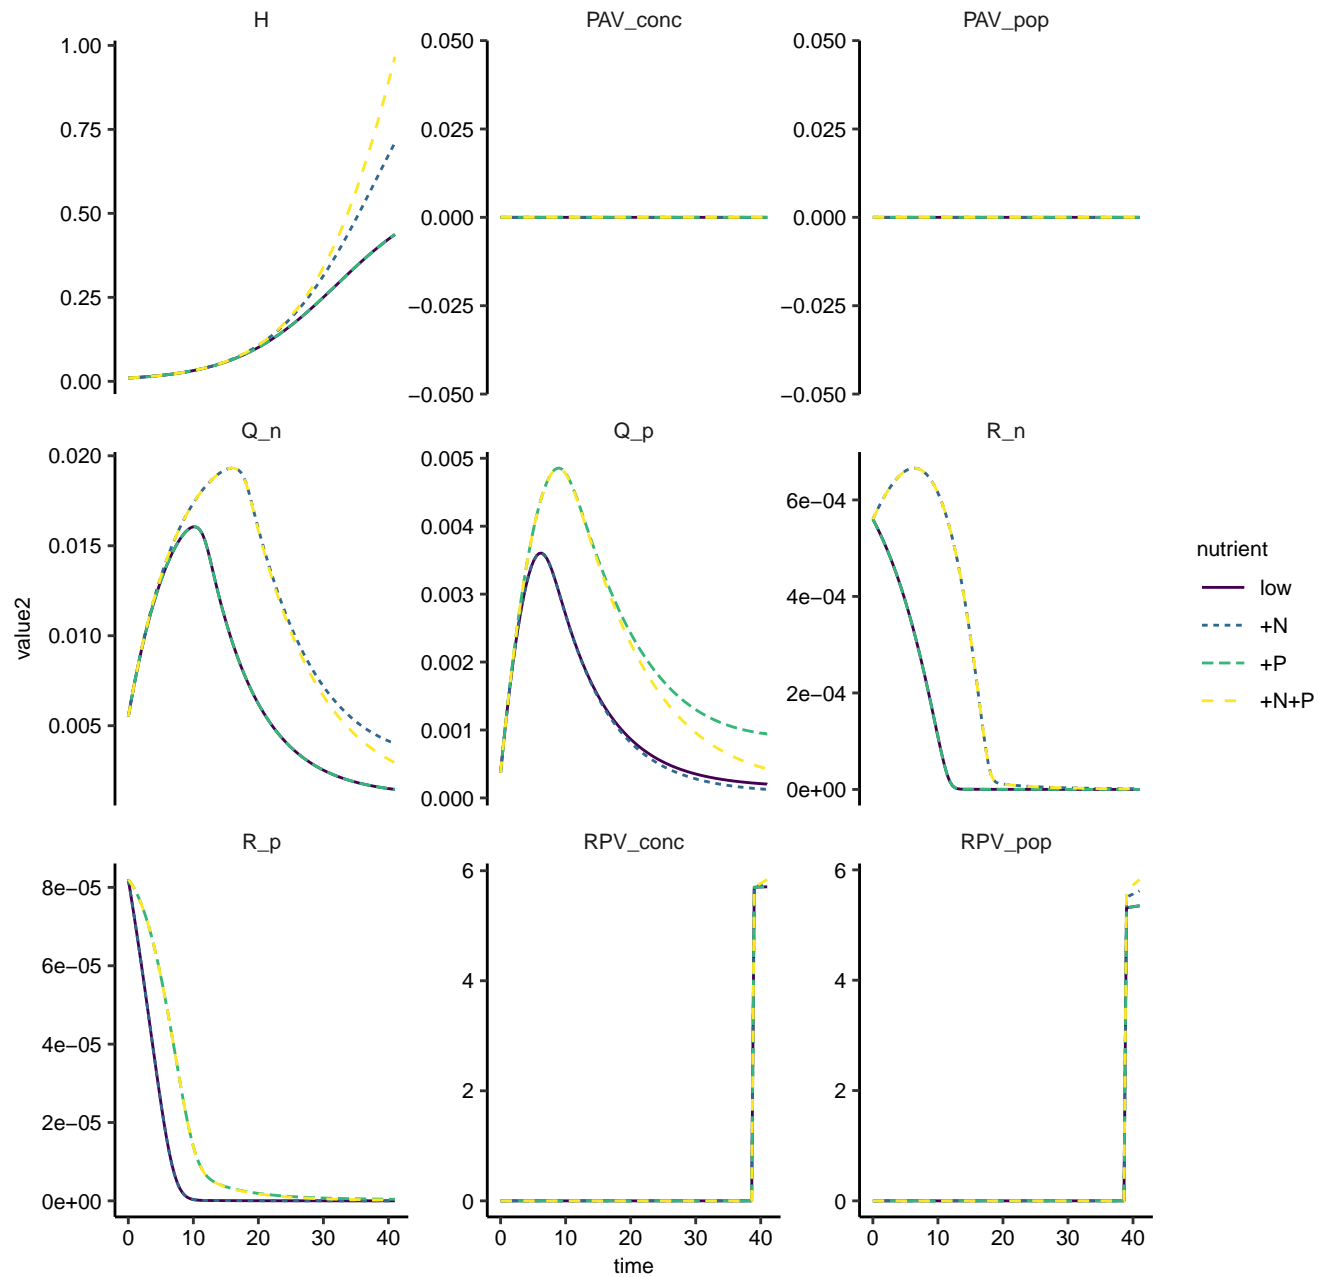 H
PAV_conc
PAV_pop
1.00
0.75
0.50
0.25
0.00
0.050
0.025
0.000
−0.025
−0.050
0.050
0.025
0.000
−0.025
−0.050
Q_n
Q_p
R_n
0.020
0.015
0.010
0.005
0.005
0.004
0.003
0.002
0.001
0.000
6e−04
4e−04
2e−04
0e+00
R_p
RPV_conc
RPV_pop
8e−05
6e−05
4e−05
2e−05
0e+00
6
4
2
0
6
4
2
0
0 10 20 30 40
0 10 20 30 40
0 10 20 30 40
time
value2
nutrient
low
+N
+P
+N+P